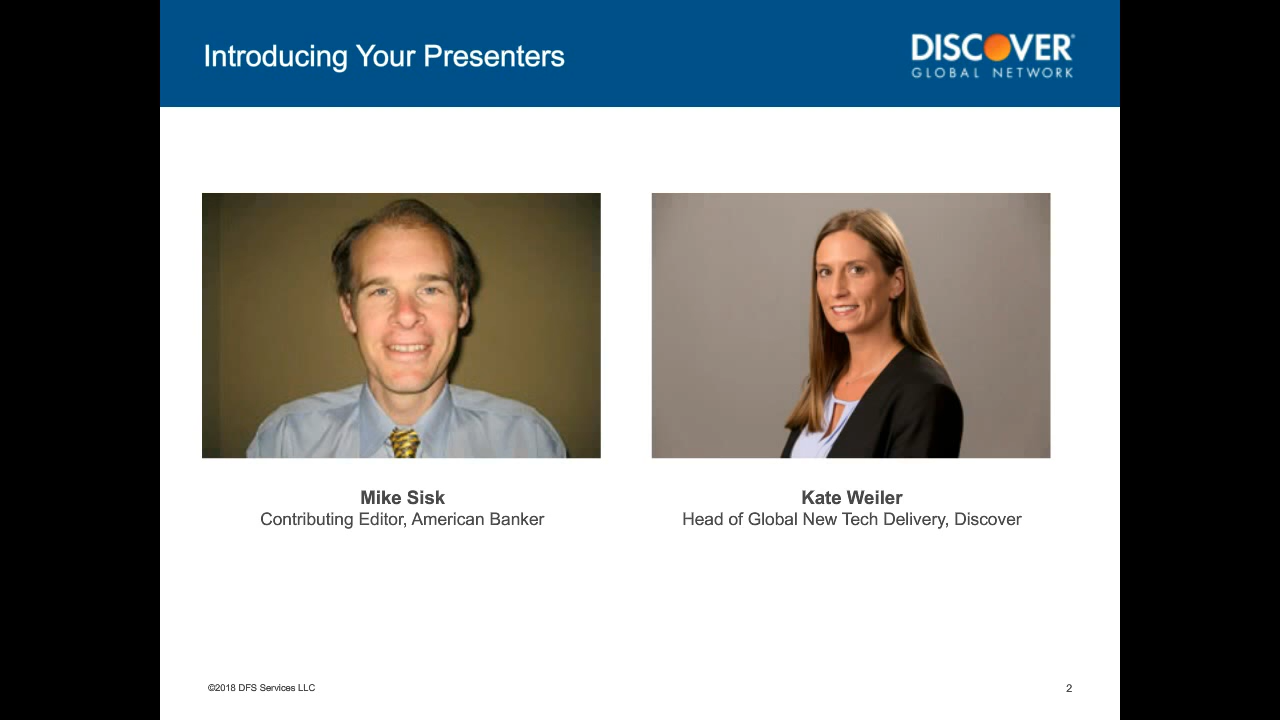 Introducing Your Presenters
DISCOVER®
GLOBAL NETWORK
Mike Sisk
Contributing Editor, American Banker
Kate Weiler
Head of Global New Tech Delivery, Discover
©2018 DFS Services LLC
2